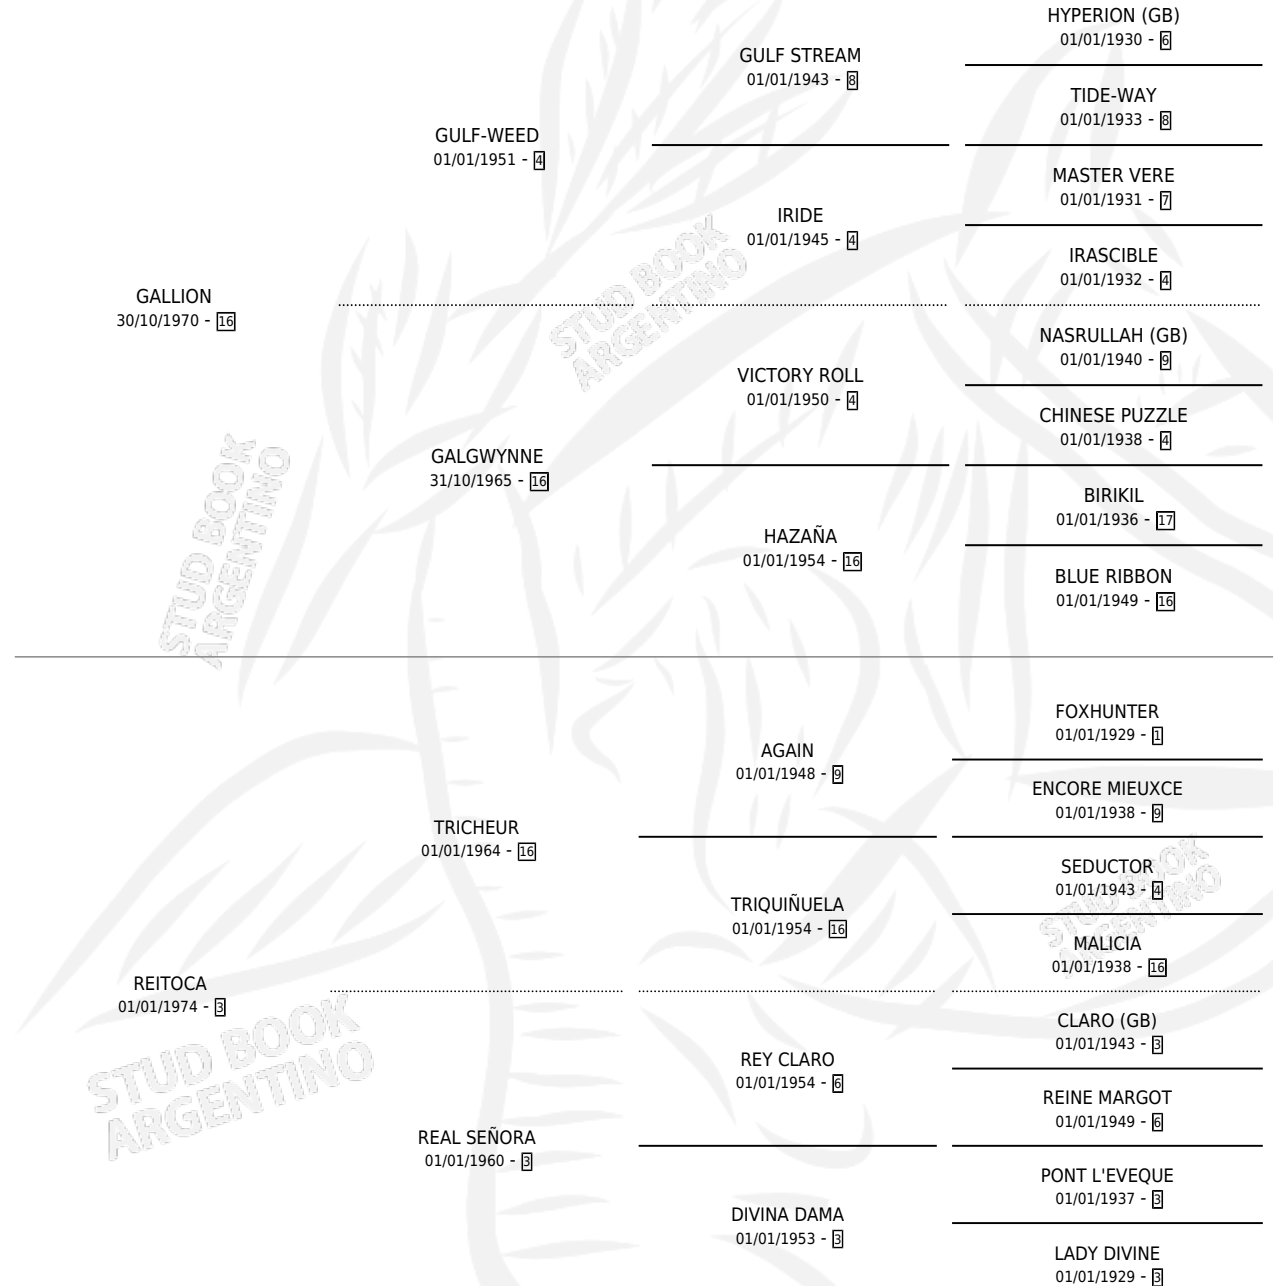 HYPERION (GB)
01/01/1930 - 6
GULF STREAM
01/01/1943 - 8
TIDE-WAY
01/01/1933 - 8
GULF-WEED
01/01/1951 - 4
MASTER VERE
01/01/1931 - 7
IRIDE
01/01/1945 - 4
IRASCIBLE
01/01/1932 - 4
GALLION
30/10/1970 - 16
NASRULLAH (GB)
01/01/1940 - 9
VICTORY ROLL
01/01/1950 - 4
CHINESE PUZZLE
01/01/1938 - 4
GALGWYNNE
31/10/1965 - 16
BIRIKIL
01/01/1936 - 17
HAZAÑA
01/01/1954 - 16
BLUE RIBBON
01/01/1949 - 16
FOXHUNTER
01/01/1929 - 1
AGAIN
01/01/1948 - 9
ENCORE MIEUXCE
01/01/1938 - 9
TRICHEUR
01/01/1964 - 16
SEDUCTOR
01/01/1943 - 4
TRIQUIÑUELA
01/01/1954 - 16
MALICIA
01/01/1938 - 16
REITOCA
01/01/1974 - 3
CLARO (GB)
01/01/1943 - 3
REY CLARO
01/01/1954 - 6
REINE MARGOT
01/01/1949 - 6
REAL SEÑORA
01/01/1960 - 3
PONT L'EVEQUE
01/01/1937 - 3
DIVINA DAMA
01/01/1953 - 3
LADY DIVINE
01/01/1929 - 3
STUD BOOK
ARGENTINO
STUD BOOK
ARGENTINO
STUD BOOK
ARGENTINO
STUD BOOK
ARGENTINO